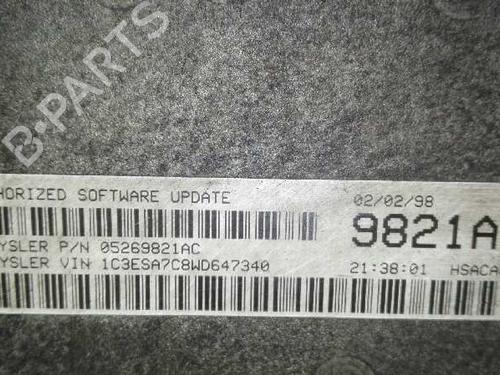 B-PARTS
HORIZED SOFTWARE UPDATE 02/02/98
9821A
YSLER P/N 05269821AC
YSLER VIN 1C3ESA7C8WD647340 21:38:01 HSACA